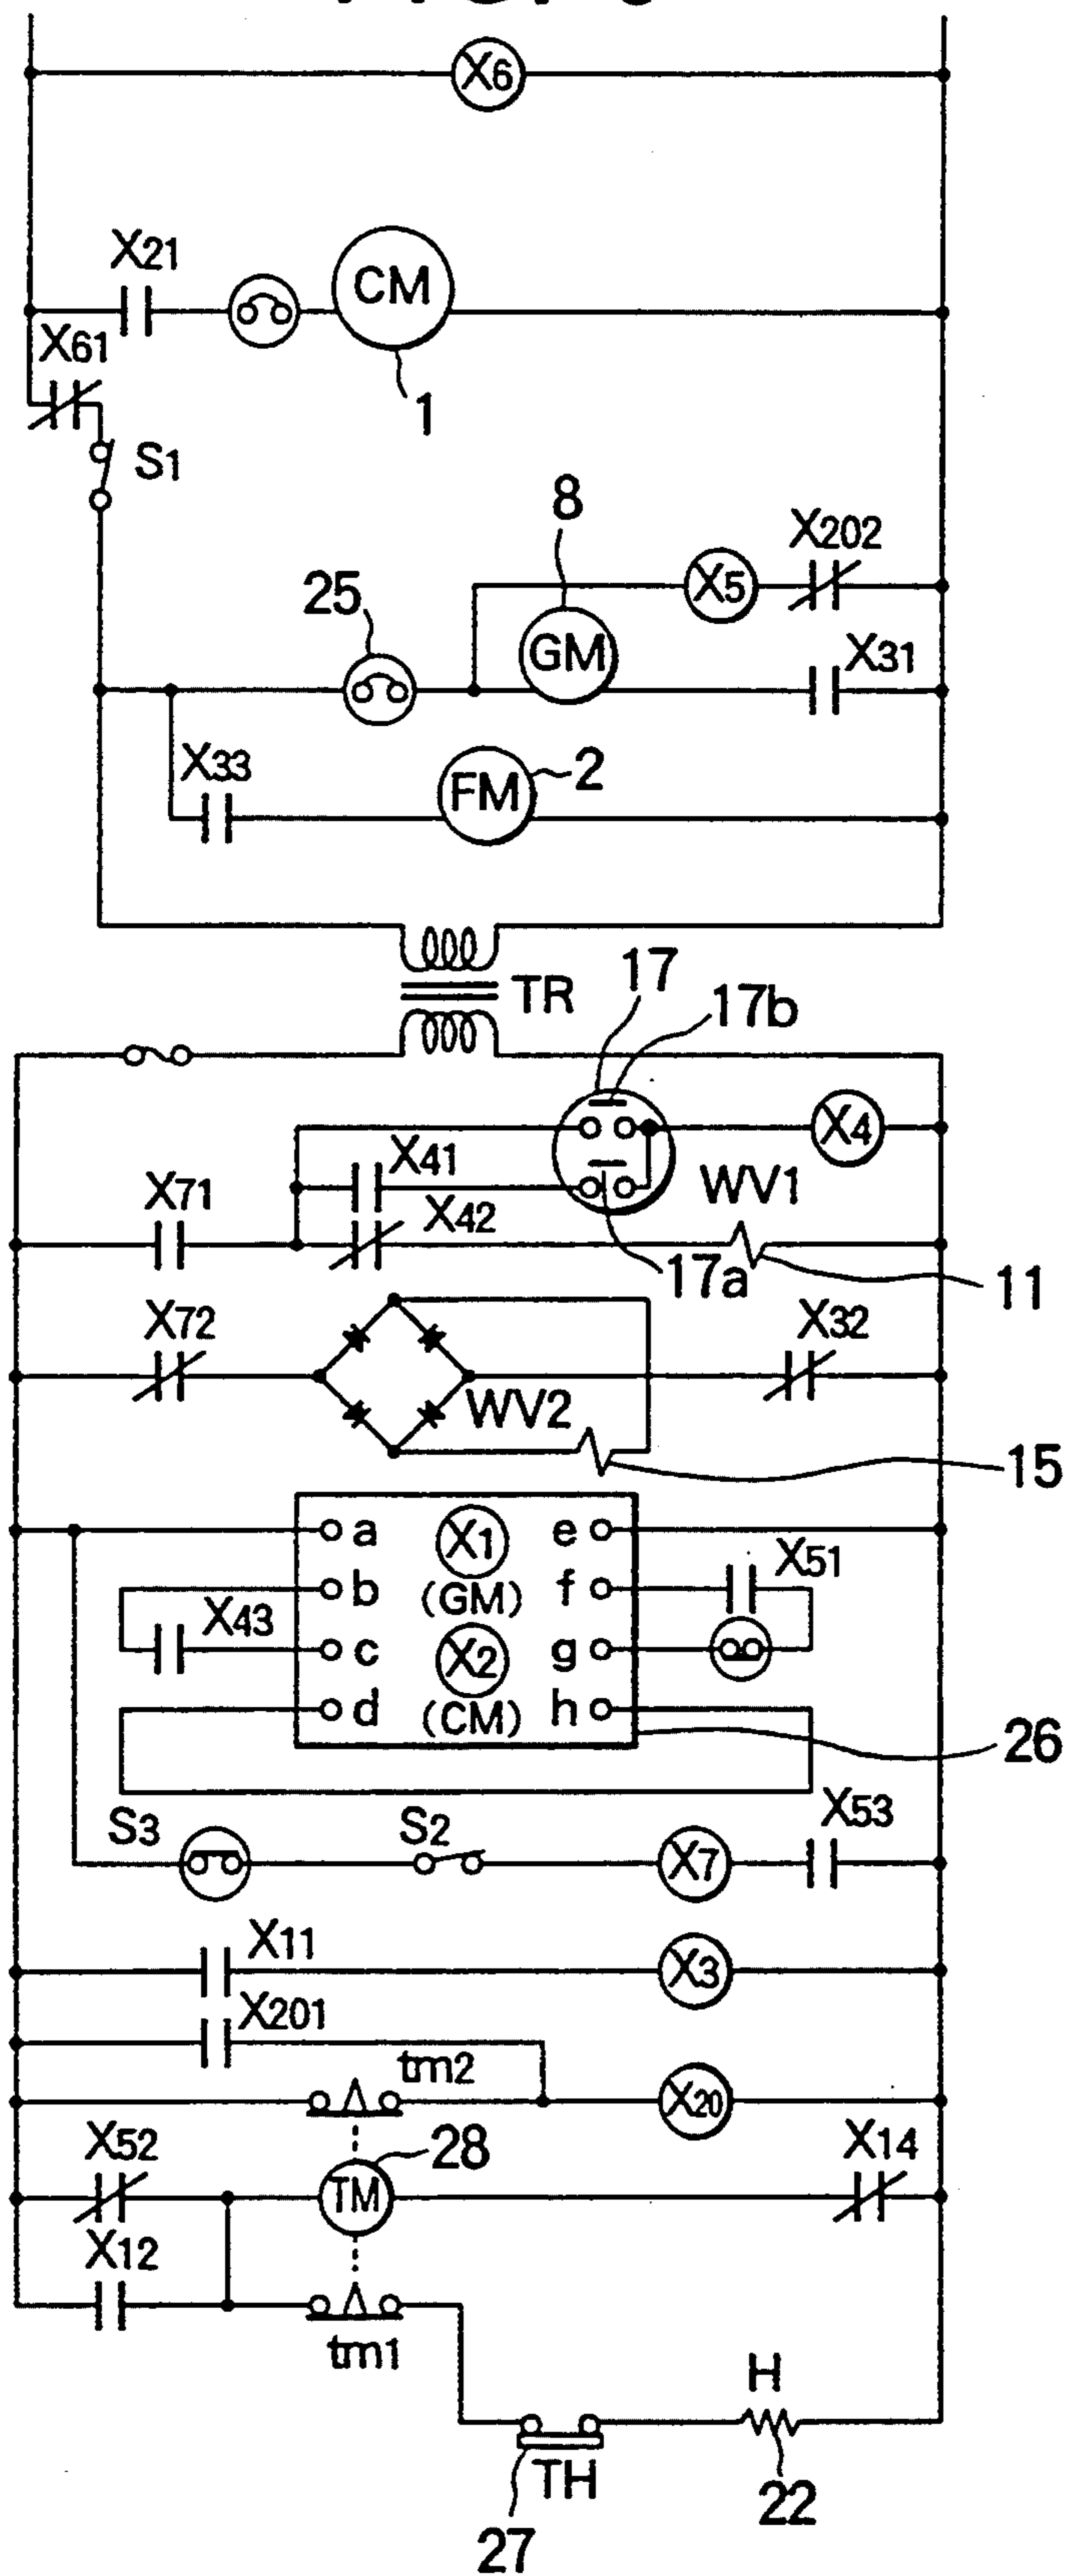 X6
X21
CM
X61
1
S1
8
X202
X5
25
GM
X31
X33
FM
2
TR
17
17b
X4
X41
WV1
X71
X42
17a
11
X72
X32
WV2
15
a
X1
e
X51
b
(GM)
f
X43
c
X2
g
d
(CM)
h
26
X53
S3
S2
X7
X11
X3
X201
tm2
X20
X52
28
X14
TM
X12
tm1
H
TH
22
27